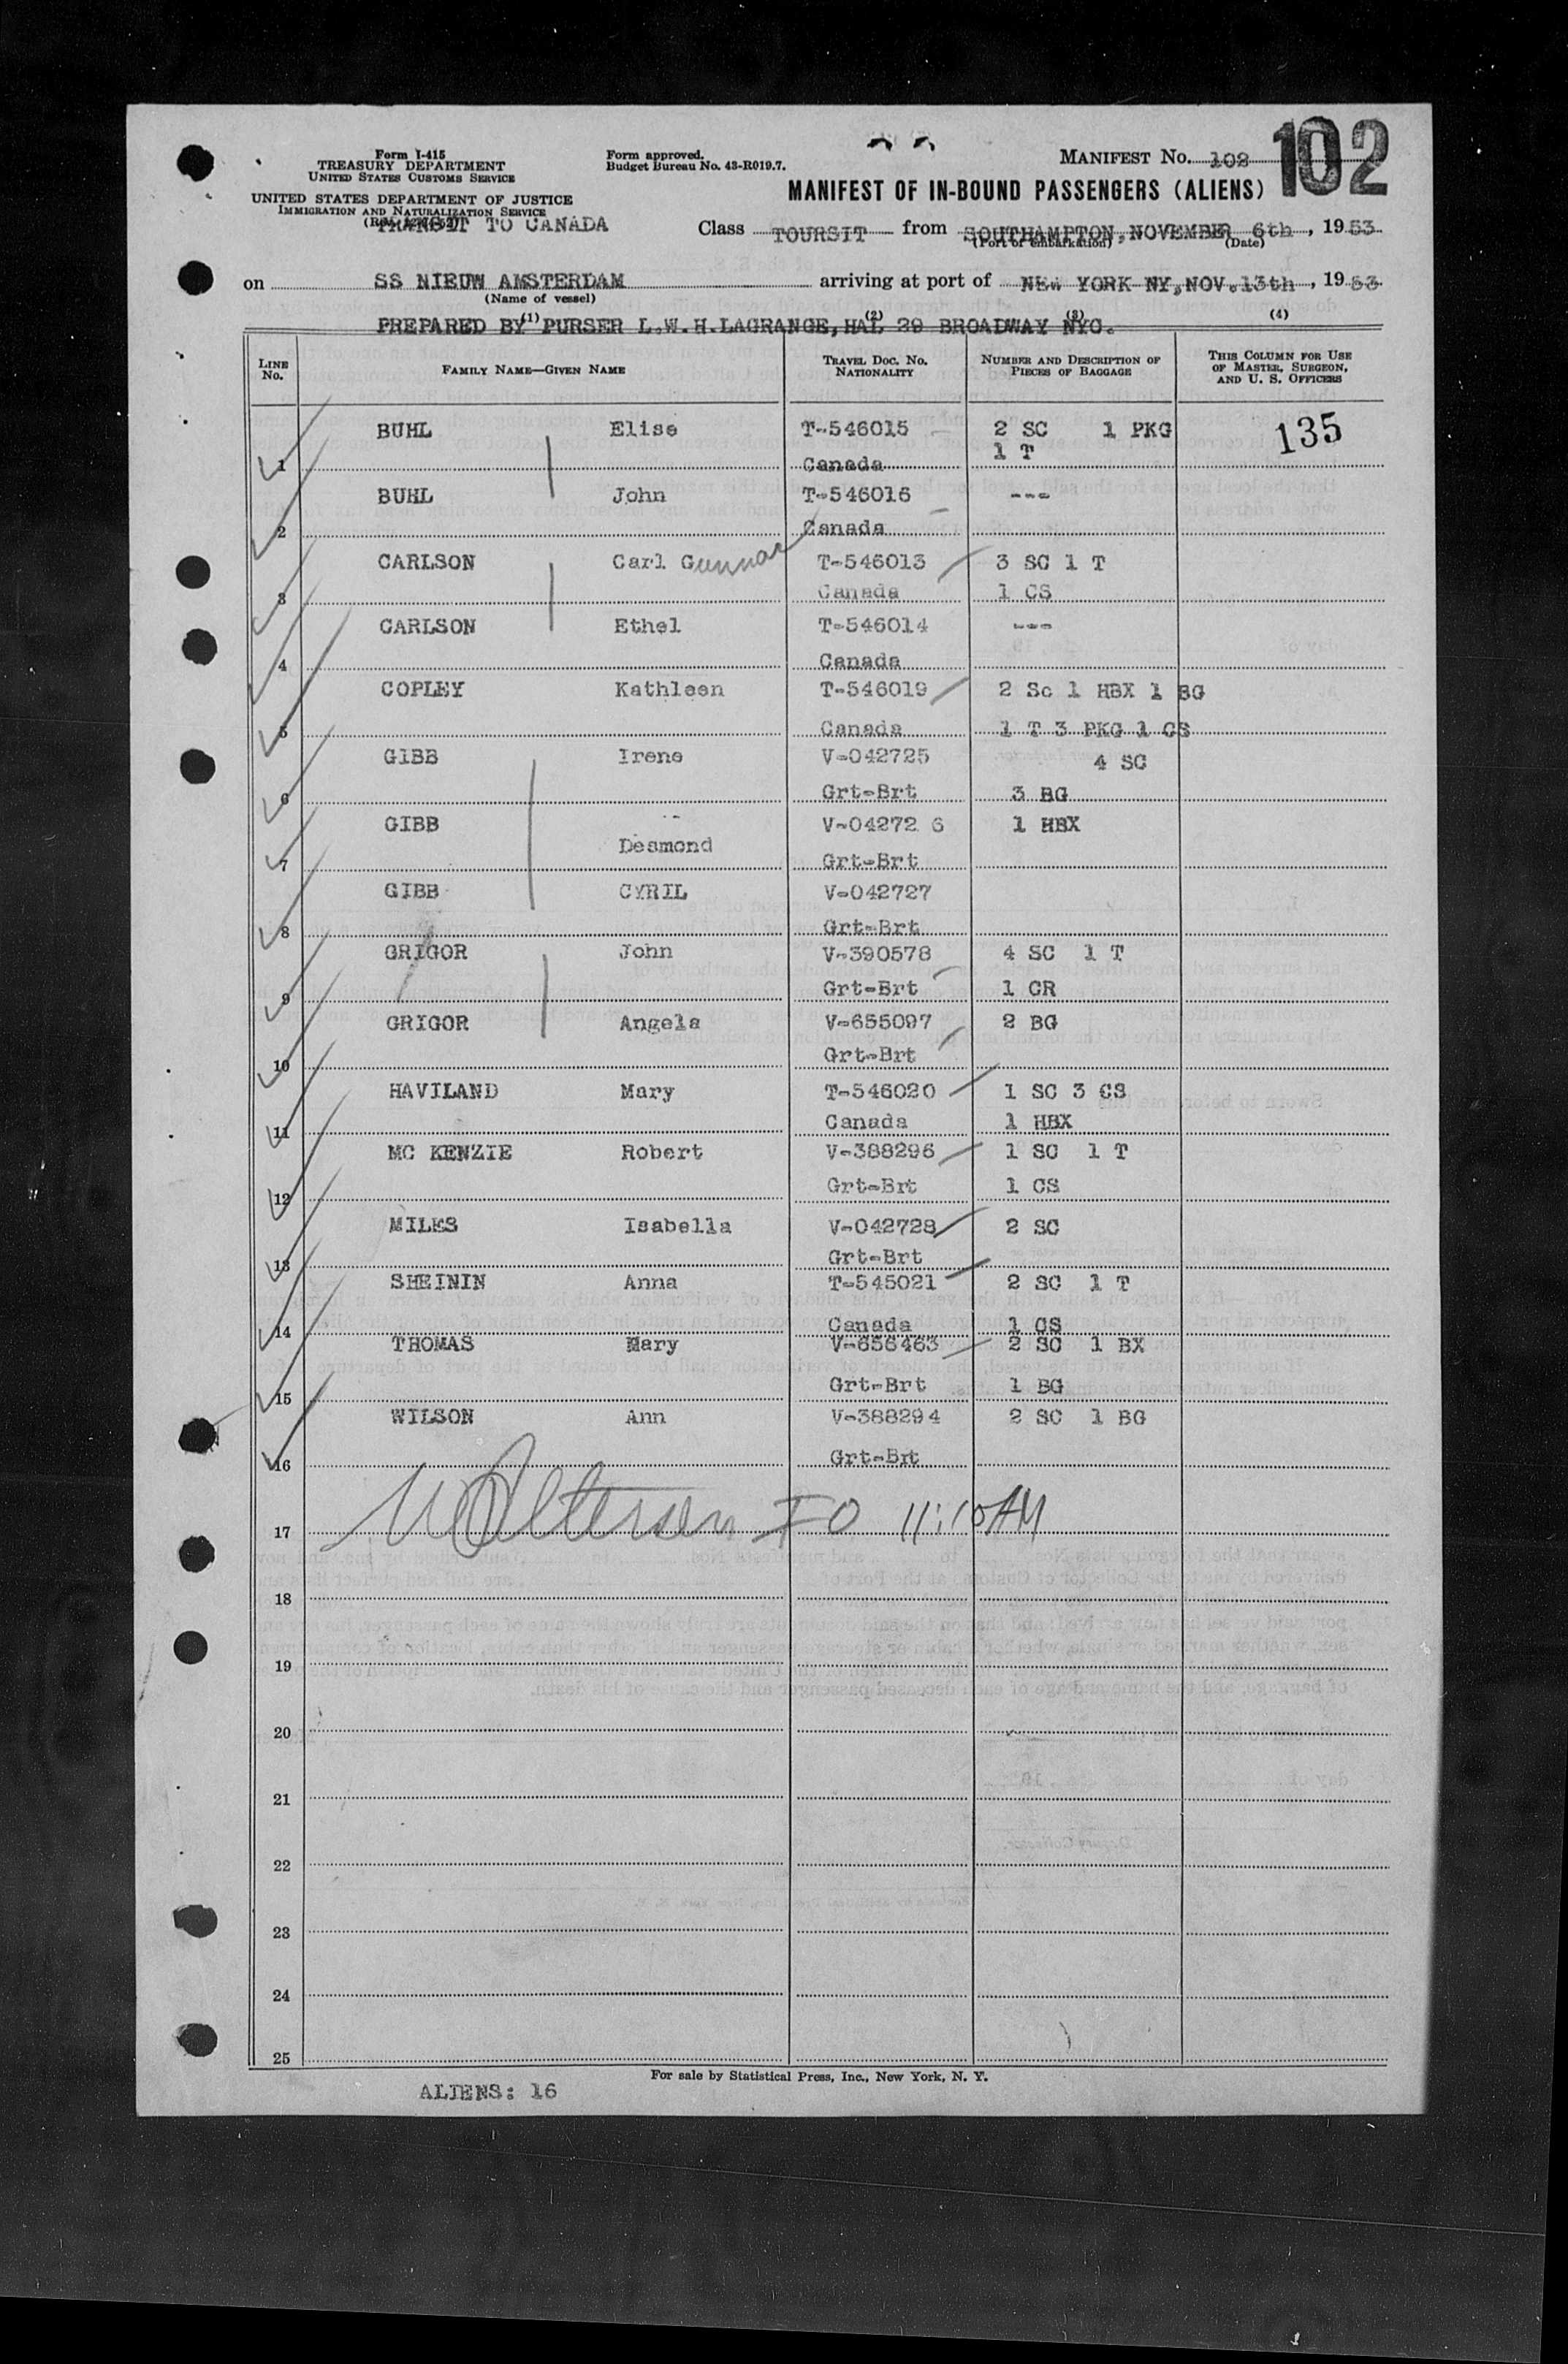 Form I-415
TREASURY DEPARTMENT
UNITED STATES CUSTOMS SERVICE
UNITED STATES DEPARTMENT OF JUSTICE
IMMIGRATION AND NATURALIZATION SERVICE
TRANSIT TO CANADA
Form approved.
Budget Bureau No. 43-R019.7.
MANIFEST No. 102
102
MANIFEST OF IN-BOUND PASSENGERS (ALIENS)
Class TOURSIT from SOUTHAMPTON, NOVEMBER 6th, 1953
(Port of embarkation) (Date)
on SS NIEUW AMSTERDAM arriving at port of NEW YORK NY, NOV. 13th, 1953
(Name of vessel)
PREPARED BY PURSER L.W.H.LAGRANGE, HAL 29 BROADWAY NYC.
(1) (2) (3) (4)
LINE No. FAMILY NAME—GIVEN NAME TRAVEL DOC. NO. NATIONALITY NUMBER AND DESCRIPTION OF PIECES OF BAGGAGE THIS COLUMN FOR USE OF MASTER, SURGEON, AND U. S. OFFICERS
BUHL Elise T-546015 2 SC 1 PKG 135
1 Canada 1 T
BUHL John T-546016 ---
2 Canada
CARLSON Carl Gunnar T-546013 3 SC 1 T
3 Canada 1 CS
CARLSON Ethel T-546014 ---
4 Canada
COPLEY Kathleen T-546019 2 Sc 1 HBX 1 BG
5 Canada 1 T 3 PKG 1 CS
GIBB Irene V-042725 4 SC
6 Grt-Brt 3 BG
GIBB Desmond V-04272 6 1 HBX
7 Grt-Brt
GIBB CYRIL V-042727
8 Grt-Brt
GRIGOR John V-390578 4 SC 1 T
9 Grt-Brt 1 CR
GRIGOR Angela V-655097 2 BG
10 Grt-Brt
HAVILAND Mary T-546020 1 SC 3 CS
11 Canada 1 HBX
MC KENZIE Robert V-388296 1 SC 1 T
12 Grt-Brt 1 CS
MILES Isabella V-042728 2 SC
13 Grt-Brt
SHEININ Anna T-545021 2 SC 1 T
14 Canada 1 CS
THOMAS Mary V-656463 2 SC 1 BX
15 Grt-Brt 1 BG
WILSON Ann V-388294 2 SC 1 BG
16 Grt-Brt
17 11:10 AM
18
19
20
21
22
23
24
25
For sale by Statistical Press, Inc., New York, N. Y.
ALIENS: 16